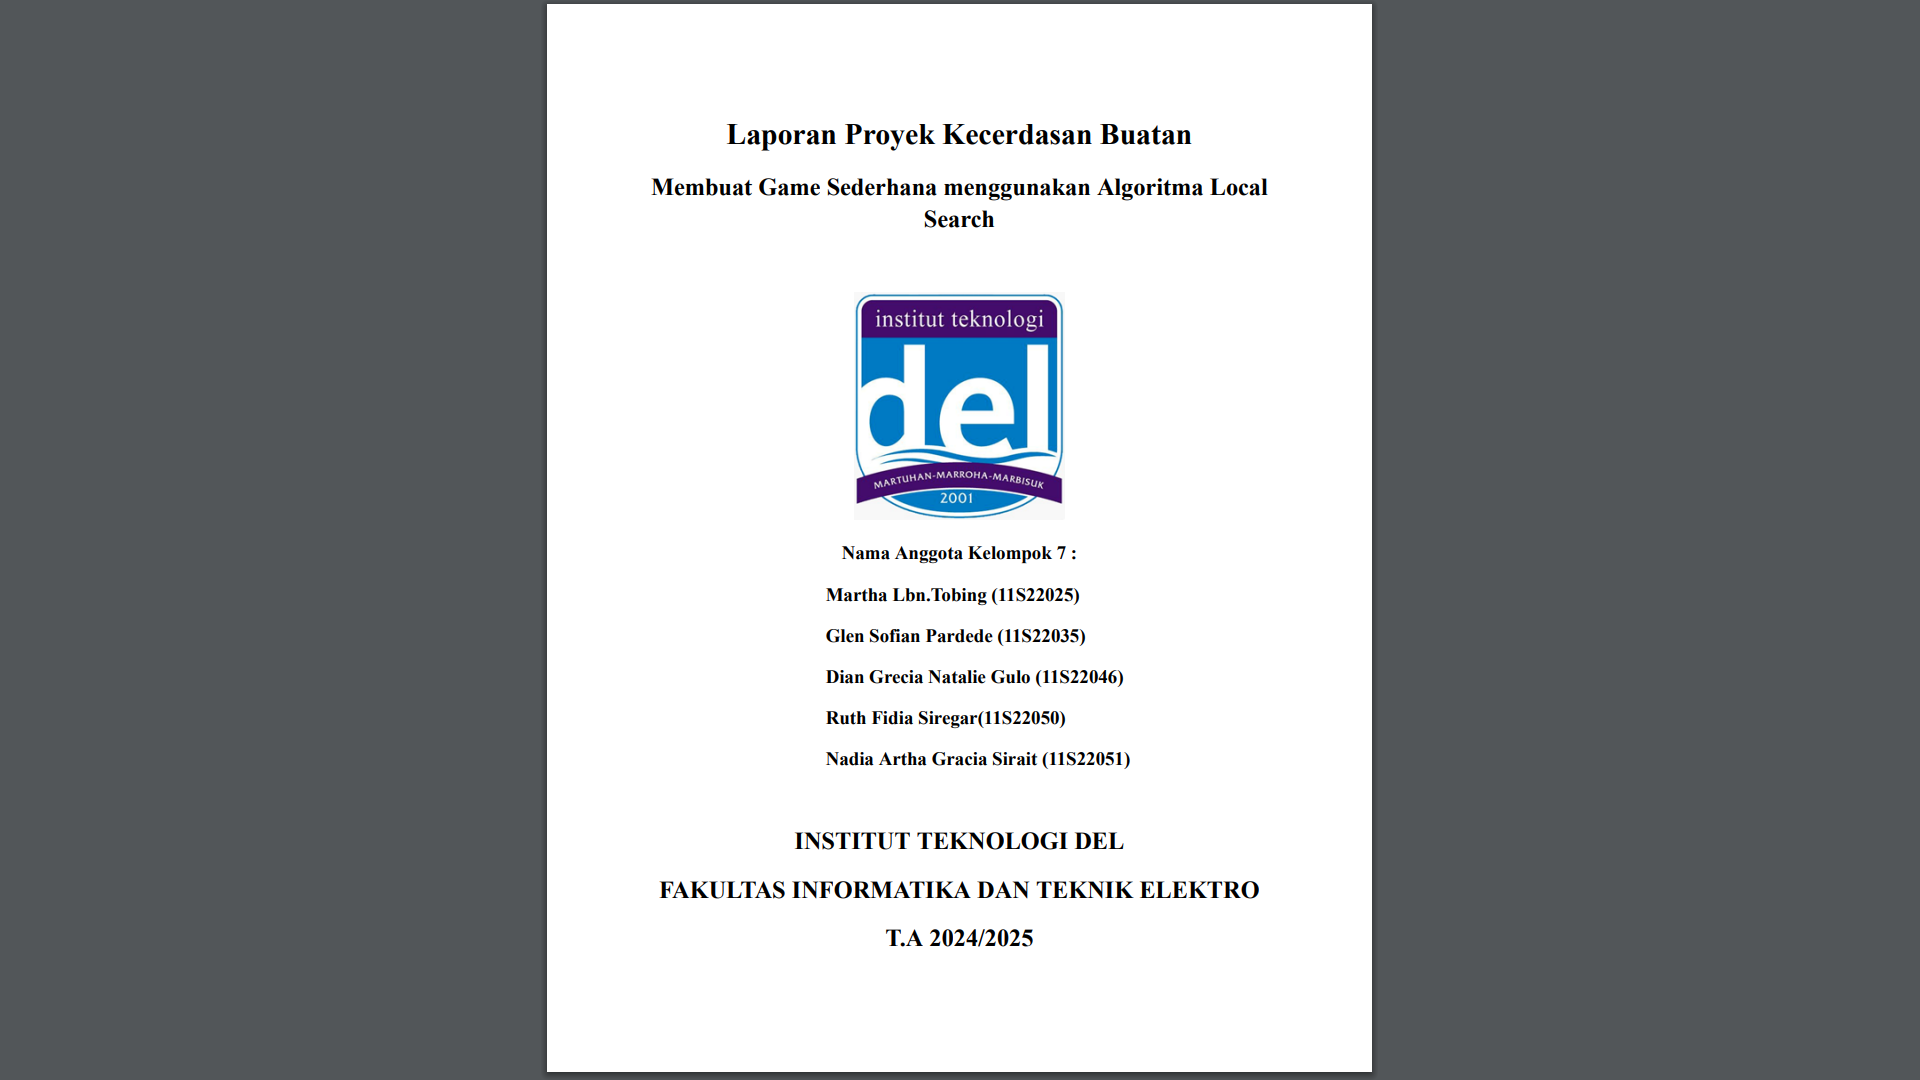 Laporan Proyek Kecerdasan Buatan
Membuat Game Sederhana menggunakan Algoritma Local
Search
institut teknologi
del
MARTUHAN-MARROHA-MARBISUK
2001
Nama Anggota Kelompok 7 :
Martha Lbn.Tobing (11S22025)
Glen Sofian Pardede (11S22035)
Dian Grecia Natalie Gulo (11S22046)
Ruth Fidia Siregar(11S22050)
Nadia Artha Gracia Sirait (11S22051)
INSTITUT TEKNOLOGI DEL
FAKULTAS INFORMATIKA DAN TEKNIK ELEKTRO
T.A 2024/2025